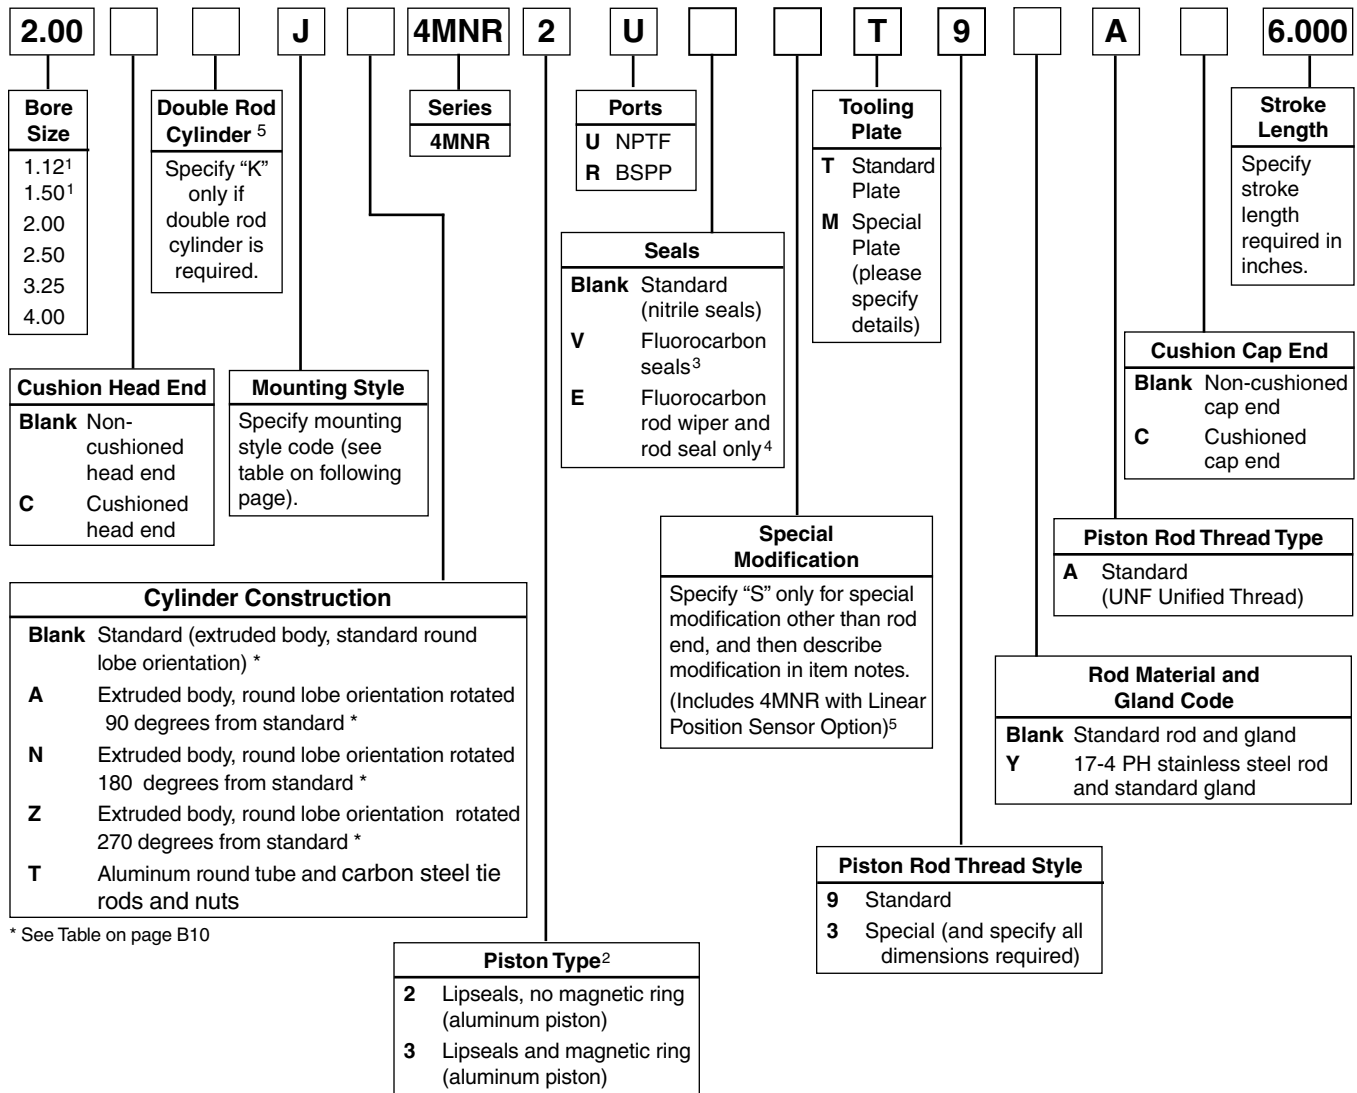 2.00 J 4MNR 2 U T 9 A 6.000
Bore
Size
1.12¹
1.50¹
2.00
2.50
3.25
4.00
Double Rod
Cylinder ⁵
Specify “K”
only if
double rod
cylinder is
required.
Series
4MNR
Ports
U NPTF
R BSPP
Tooling
Plate
T Standard
Plate
M Special
Plate
(please
specify
details)
Stroke
Length
Specify
stroke
length
required in
inches.
Seals
Blank Standard
(nitrile seals)
V Fluorocarbon
seals³
E Fluorocarbon
rod wiper and
rod seal only⁴
Cushion Cap End
Blank Non-cushioned
cap end
C Cushioned
cap end
Cushion Head End
Blank Non-
cushioned
head end
C Cushioned
head end
Mounting Style
Specify mounting
style code (see
table on following
page).
Special
Modification
Specify “S” only for special
modification other than rod
end, and then describe
modification in item notes.
(Includes 4MNR with Linear
Position Sensor Option)⁵
Piston Rod Thread Type
A Standard
(UNF Unified Thread)
Cylinder Construction
Blank Standard (extruded body, standard round
lobe orientation) *
A Extruded body, round lobe orientation rotated
90 degrees from standard *
N Extruded body, round lobe orientation rotated
180 degrees from standard *
Z Extruded body, round lobe orientation rotated
270 degrees from standard *
T Aluminum round tube and carbon steel tie
rods and nuts
* See Table on page B10
Rod Material and
Gland Code
Blank Standard rod and gland
Y 17-4 PH stainless steel rod
and standard gland
Piston Rod Thread Style
9 Standard
3 Special (and specify all
dimensions required)
Piston Type²
2 Lipseals, no magnetic ring
(aluminum piston)
3 Lipseals and magnetic ring
(aluminum piston)